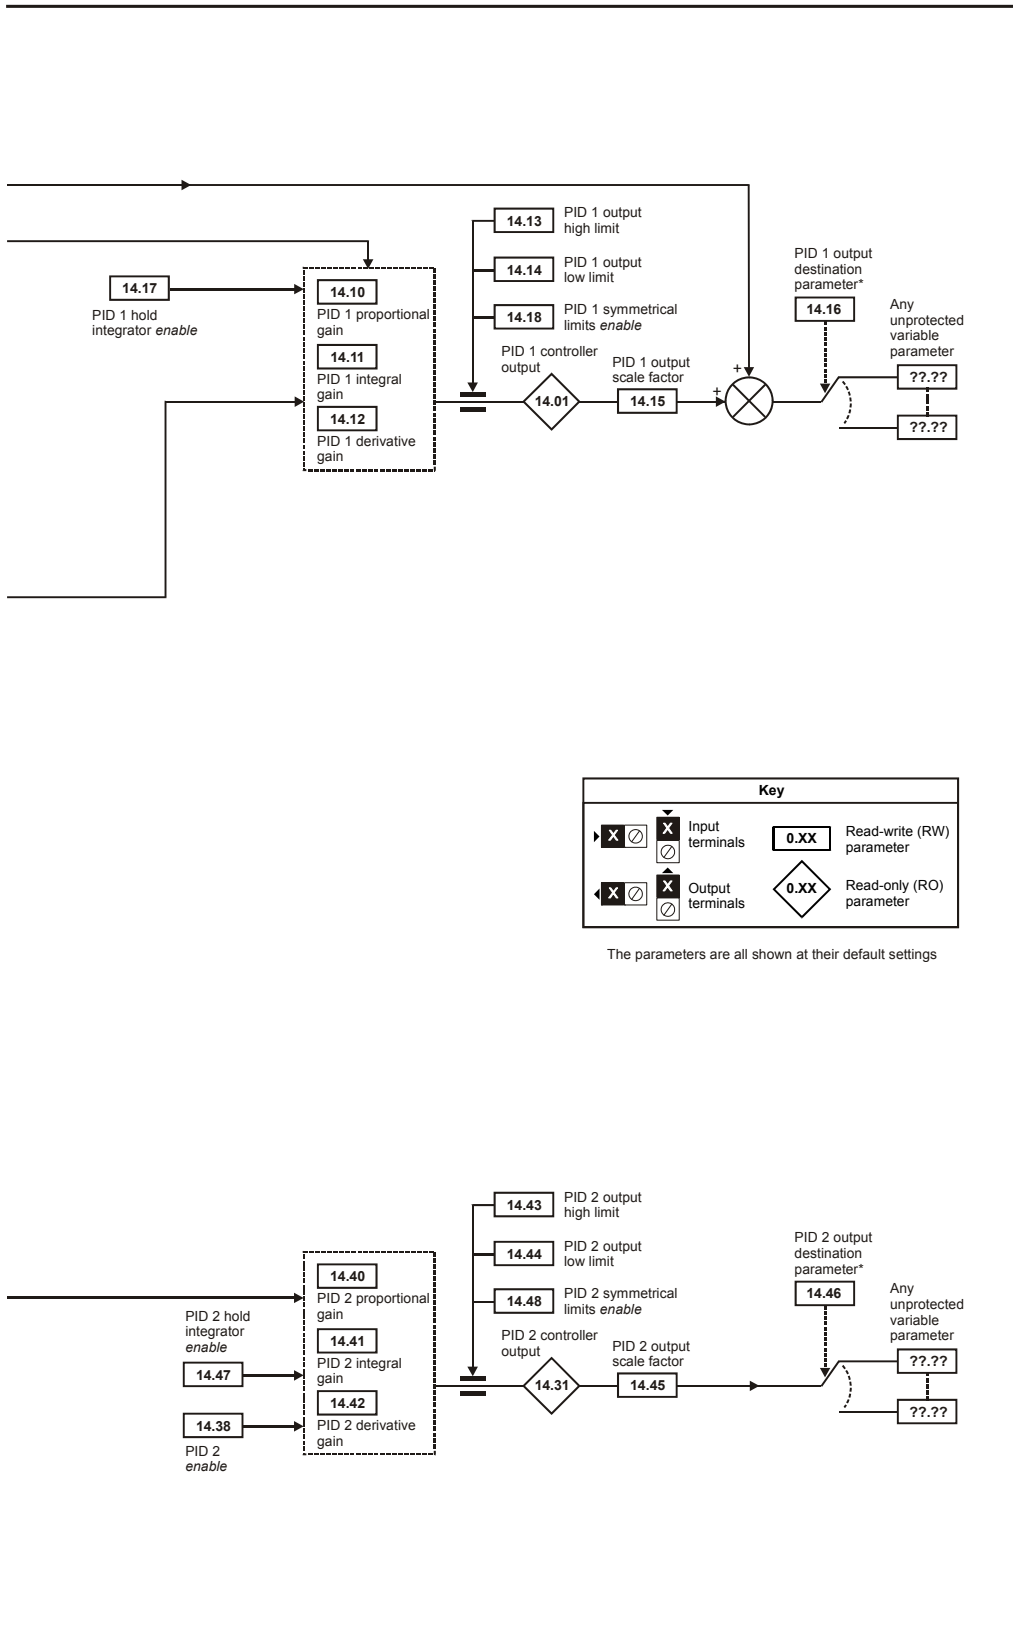 14.13
PID 1 output
high limit
14.14
PID 1 output
low limit
14.18
PID 1 symmetrical
limits enable
14.17
PID 1 hold
integrator enable
14.10
PID 1 proportional
gain
14.11
PID 1 integral
gain
14.12
PID 1 derivative
gain
PID 1 controller
output
14.01
PID 1 output
scale factor
14.15
+
+
PID 1 output
destination
parameter*
14.16
Any
unprotected
variable
parameter
??.??
??.??
Key
X
X
Input
terminals
0.XX
Read-write (RW)
parameter
X
X
Output
terminals
0.XX
Read-only (RO)
parameter
The parameters are all shown at their default settings
14.43
PID 2 output
high limit
14.44
PID 2 output
low limit
14.48
PID 2 symmetrical
limits enable
14.40
PID 2 proportional
gain
14.41
PID 2 integral
gain
14.42
PID 2 derivative
gain
PID 2 hold
integrator
enable
14.47
14.38
PID 2
enable
PID 2 controller
output
14.31
PID 2 output
scale factor
14.45
PID 2 output
destination
parameter*
14.46
Any
unprotected
variable
parameter
??.??
??.??